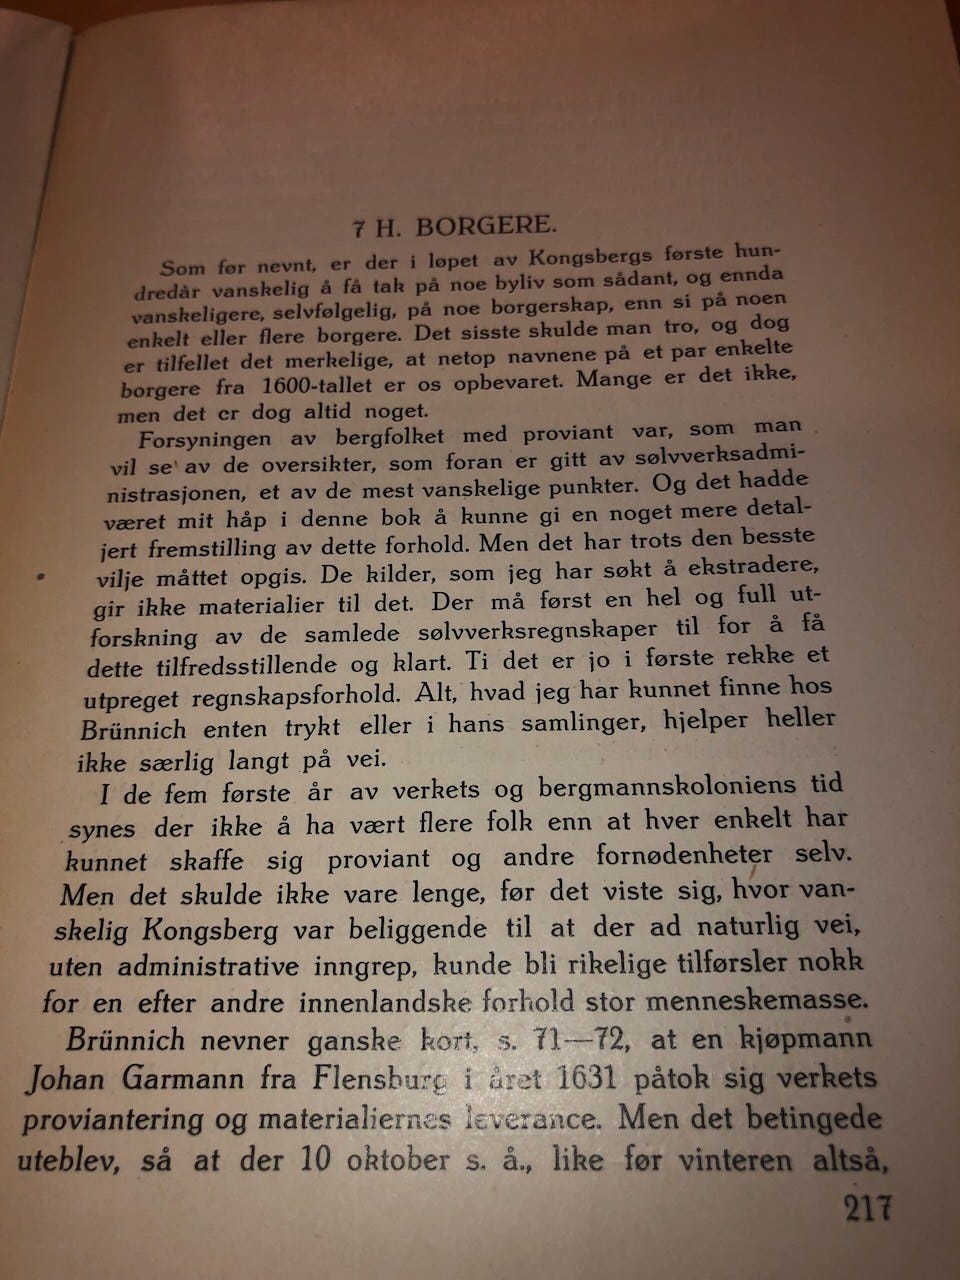 7 H. BORGERE.
Som før nevnt, er der i løpet av Kongsbergs første hun-
dredår vanskelig å få tak på noe byliv som sådant, og ennda
vanskeligere, selvfølgelig, på noe borgerskap, enn si på noen
enkelt eller flere borgere. Det sisste skulde man tro, og dog
er tilfellet det merkelige, at netop navnene på et par enkelte
borgere fra 1600-tallet er os opbevaret. Mange er det ikke,
men det er dog altid noget.
Forsyningen av bergfolket med proviant var, som man
vil se av de oversikter, som foran er gitt av sølvverksadmi-
nistrasjonen, et av de mest vanskelige punkter. Og det hadde
været mit håp i denne bok å kunne gi en noget mere detal-
jert fremstilling av dette forhold. Men det har trots den besste
vilje måttet opgis. De kilder, som jeg har søkt å ekstradere,
gir ikke materialier til det. Der må først en hel og full ut-
forskning av de samlede sølvverksregnskaper til for å få
dette tilfredsstillende og klart. Ti det er jo i første rekke et
utpreget regnskapsforhold. Alt, hvad jeg har kunnet finne hos
Brünnich enten trykt eller i hans samlinger, hjelper heller
ikke særlig langt på vei.
I de fem første år av verkets og bergmannskoloniens tid
synes der ikke å ha vært flere folk enn at hver enkelt har
kunnet skaffe sig proviant og andre fornødenheter selv.
Men det skulde ikke vare lenge, før det viste sig, hvor van-
skelig Kongsberg var beliggende til at der ad naturlig vei,
uten administrative inngrep, kunde bli rikelige tilførsler nokk
for en efter andre innenlandske forhold stor menneskemasse.
Brünnich nevner ganske kort, s. 71—72, at en kjøpmann
Johan Garmann fra Flensburg i året 1631 påtok sig verkets
proviantering og materialiernes leverance. Men det betingede
uteblev, så at der 10 oktober s. å., like før vinteren altså,
217